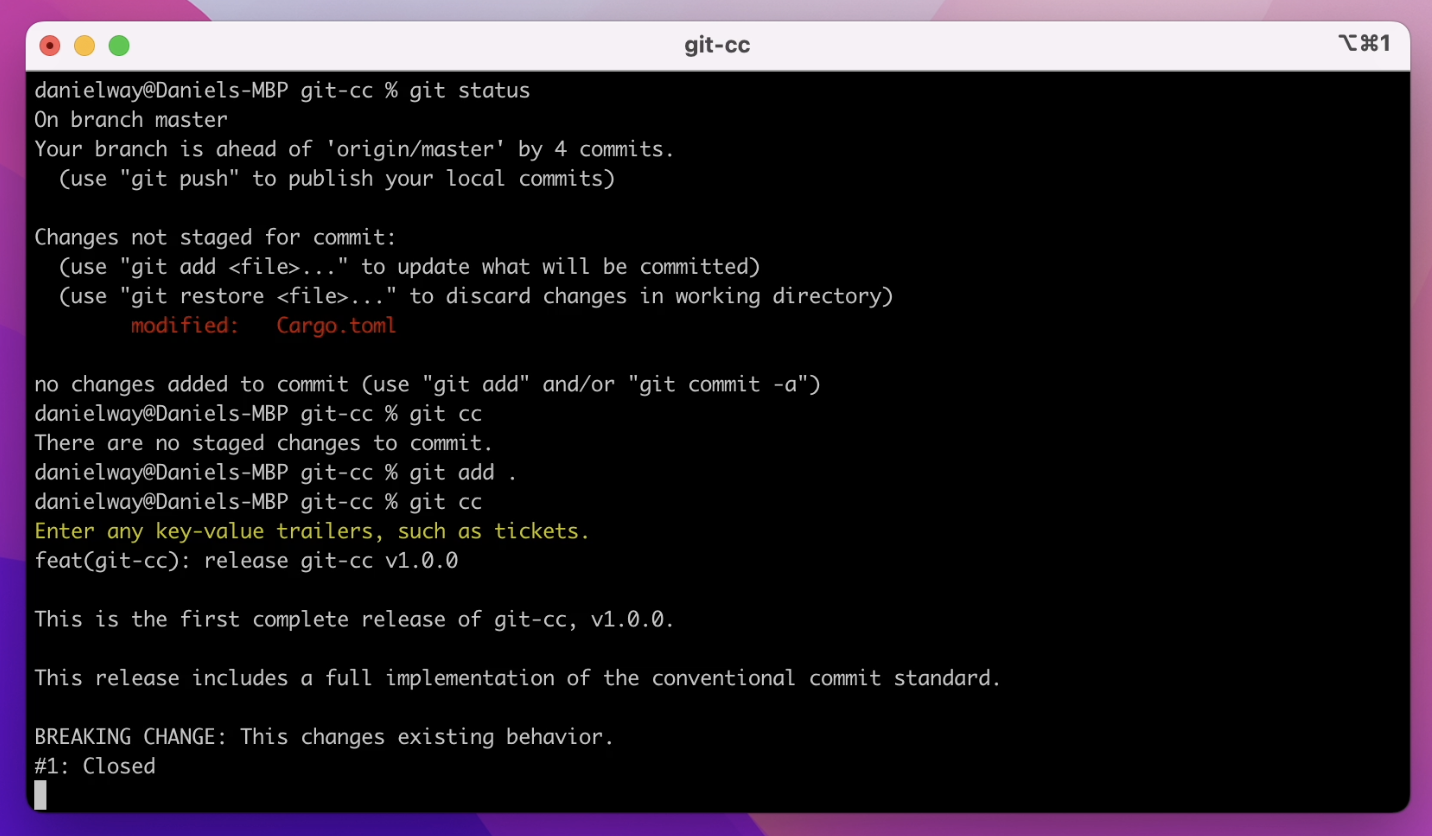 git-cc
⌥⌘1
danielway@Daniels-MBP git-cc % git status
On branch master
Your branch is ahead of 'origin/master' by 4 commits.
  (use "git push" to publish your local commits)

Changes not staged for commit:
  (use "git add <file>..." to update what will be committed)
  (use "git restore <file>..." to discard changes in working directory)
        modified:   Cargo.toml

no changes added to commit (use "git add" and/or "git commit -a")
danielway@Daniels-MBP git-cc % git cc
There are no staged changes to commit.
danielway@Daniels-MBP git-cc % git add .
danielway@Daniels-MBP git-cc % git cc
Enter any key-value trailers, such as tickets.
feat(git-cc): release git-cc v1.0.0

This is the first complete release of git-cc, v1.0.0.

This release includes a full implementation of the conventional commit standard.

BREAKING CHANGE: This changes existing behavior.
#1: Closed